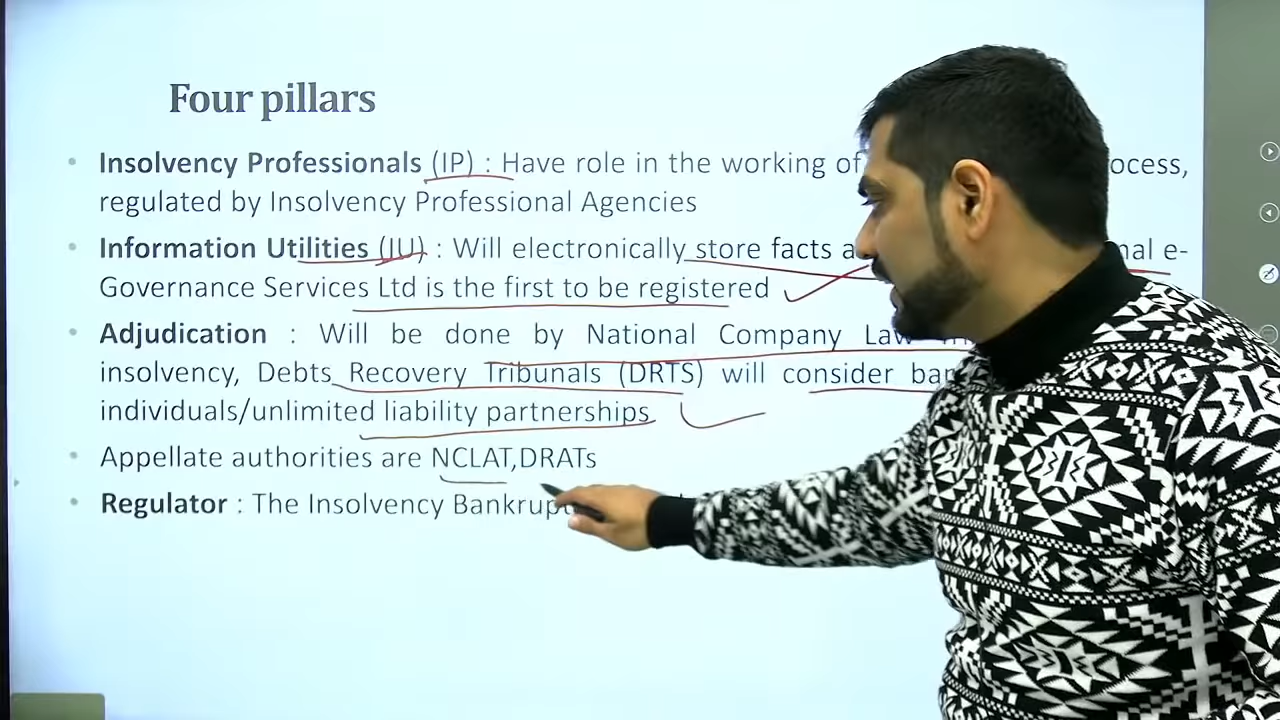 Four pillars
• Insolvency Professionals (IP) : Have role in the working of
regulated by Insolvency Professional Agencies
• Information Utilities (IU) : Will electronically store facts e-
Governance Services Ltd is the first to be registered
• Adjudication : Will be done by National Company Law
insolvency, Debts Recovery Tribunals (DRTS) will consider
individuals/unlimited liability partnerships.
• Appellate authorities are NCLAT,DRATs
• Regulator : The Insolvency